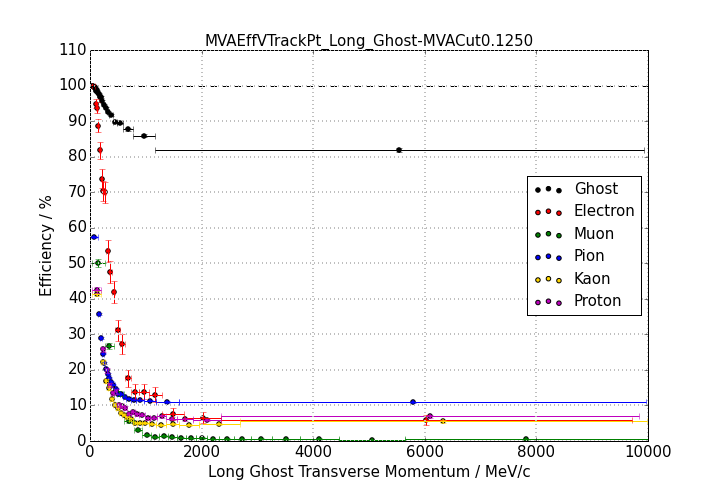 MVAEffVTrackPt_Long_Ghost-MVACut0.1250
110
100
90
80
70
60
50
40
30
20
10
0
Efficiency / %
Ghost
Electron
Muon
Pion
Kaon
Proton
0 2000 4000 6000 8000 10000
Long Ghost Transverse Momentum / MeV/c